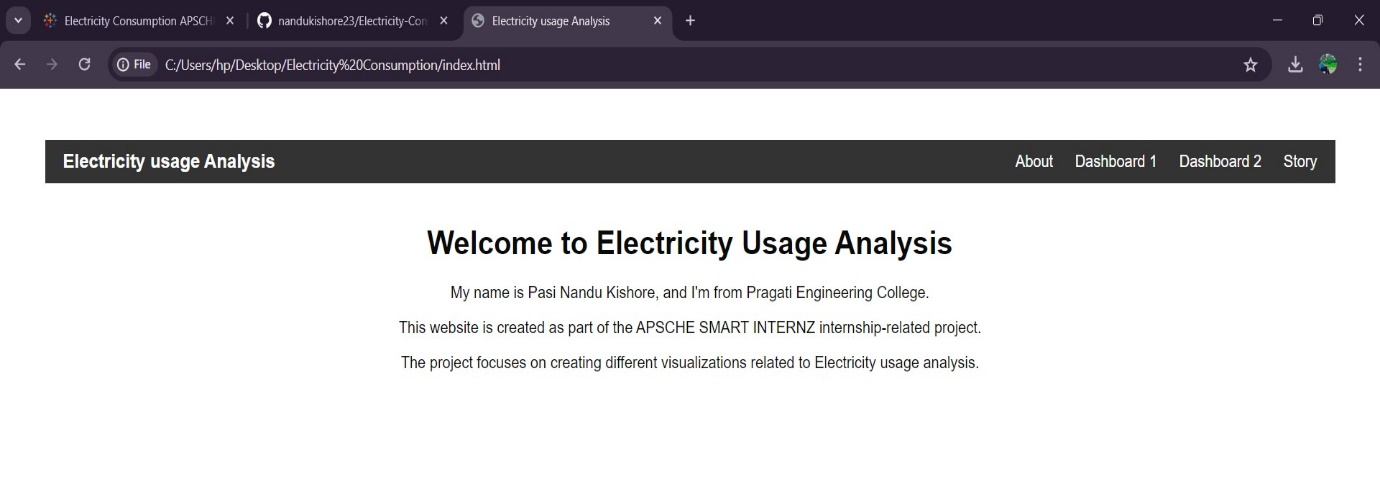 Electricity Consumption APSCH
nandukishore23/Electricity-Con
Electricity usage Analysis
File
C:/Users/hp/Desktop/Electricity%20Consumption/index.html
Electricity usage Analysis
About
Dashboard 1
Dashboard 2
Story
Welcome to Electricity Usage Analysis
My name is Pasi Nandu Kishore, and I'm from Pragati Engineering College.
This website is created as part of the APSCHE SMART INTERNZ internship-related project.
The project focuses on creating different visualizations related to Electricity usage analysis.